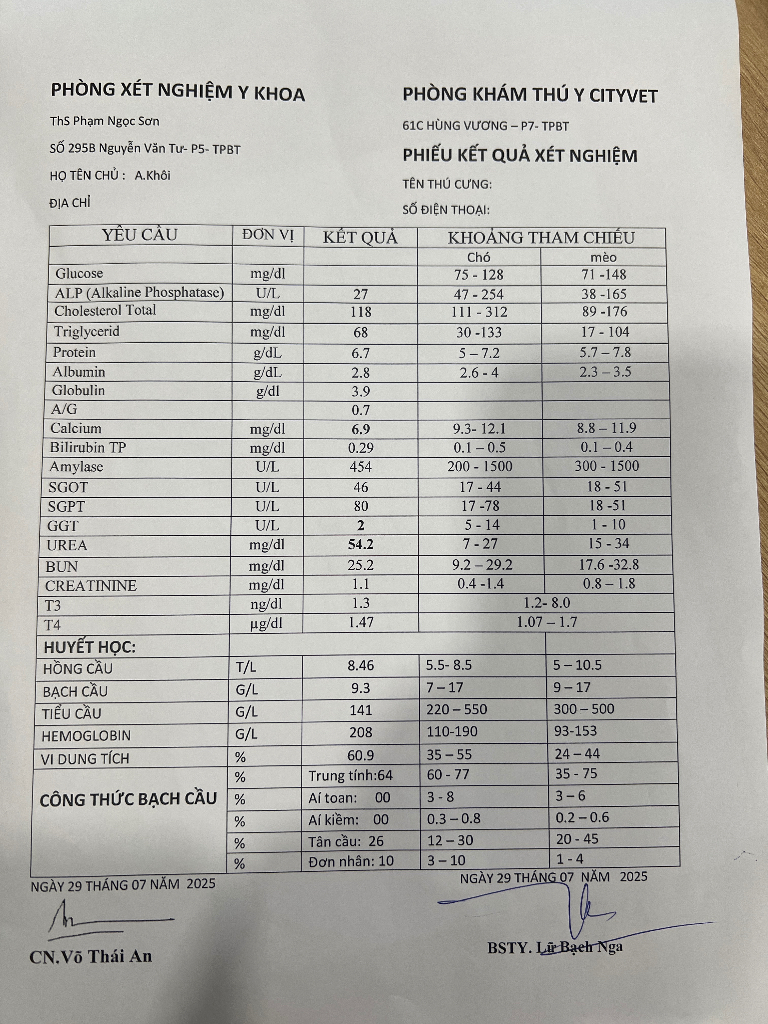 PHÒNG XÉT NGHIỆM Y KHOA
ThS Phạm Ngọc Sơn
SỐ 295B Nguyễn Văn Tư- P5- TPBT
HỌ TÊN CHỦ : A.Khôi
ĐỊA CHỈ
PHÒNG KHÁM THÚ Y CITYVET
61C HÙNG VƯƠNG – P7- TPBT
PHIẾU KẾT QUẢ XÉT NGHIỆM
TÊN THÚ CƯNG:
SỐ ĐIỆN THOẠI:
YÊU CẦU ĐƠN VỊ KẾT QUẢ KHOẢNG THAM CHIẾU
Chó mèo
Glucose mg/dl 75 - 128 71 -148
ALP (Alkaline Phosphatase) U/L 27 47 - 254 38 -165
Cholesterol Total mg/dl 118 111 - 312 89 -176
Triglycerid mg/dl 68 30 -133 17 - 104
Protein g/dL 6.7 5 – 7.2 5.7 – 7.8
Albumin g/dL 2.8 2.6 - 4 2.3 – 3.5
Globulin g/dl 3.9
A/G 0.7
Calcium mg/dl 6.9 9.3- 12.1 8.8 – 11.9
Bilirubin TP mg/dl 0.29 0.1 – 0.5 0.1 – 0.4
Amylase U/L 454 200 - 1500 300 - 1500
SGOT U/L 46 17 - 44 18 - 51
SGPT U/L 80 17 -78 18 -51
GGT U/L 2 5 - 14 1 - 10
UREA mg/dl 54.2 7 - 27 15 - 34
BUN mg/dl 25.2 9.2 – 29.2 17.6 -32.8
CREATININE mg/dl 1.1 0.4 -1.4 0.8 – 1.8
T3 ng/dl 1.3 1.2- 8.0
T4 µg/dl 1.47 1.07 – 1.7
HUYẾT HỌC:
HỒNG CẦU T/L 8.46 5.5- 8.5 5 – 10.5
BẠCH CẦU G/L 9.3 7 – 17 9 – 17
TIỂU CẦU G/L 141 220 – 550 300 – 500
HEMOGLOBIN G/L 208 110-190 93-153
VI DUNG TÍCH % 60.9 35 – 55 24 – 44
CÔNG THỨC BẠCH CẦU
% Trung tính:64 60 - 77 35 - 75
% Aí toan: 00 3 - 8 3 – 6
% Aí kiềm: 00 0.3 – 0.8 0.2 – 0.6
% Tân cầu: 26 12 – 30 20 - 45
% Đơn nhân: 10 3 – 10 1 - 4
NGÀY 29 THÁNG 07 NĂM 2025
CN.Võ Thái An
NGÀY 29 THÁNG 07 NĂM 2025
BSTY. Lữ Bạch Nga